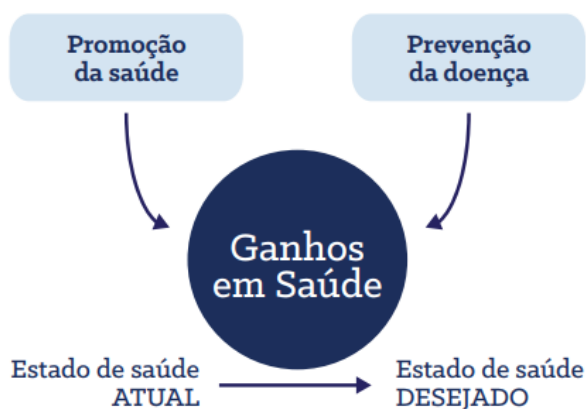 Promoção
da saúde
Prevenção
da doença
Ganhos
em Saúde
Estado de saúde
ATUAL
Estado de saúde
DESEJADO